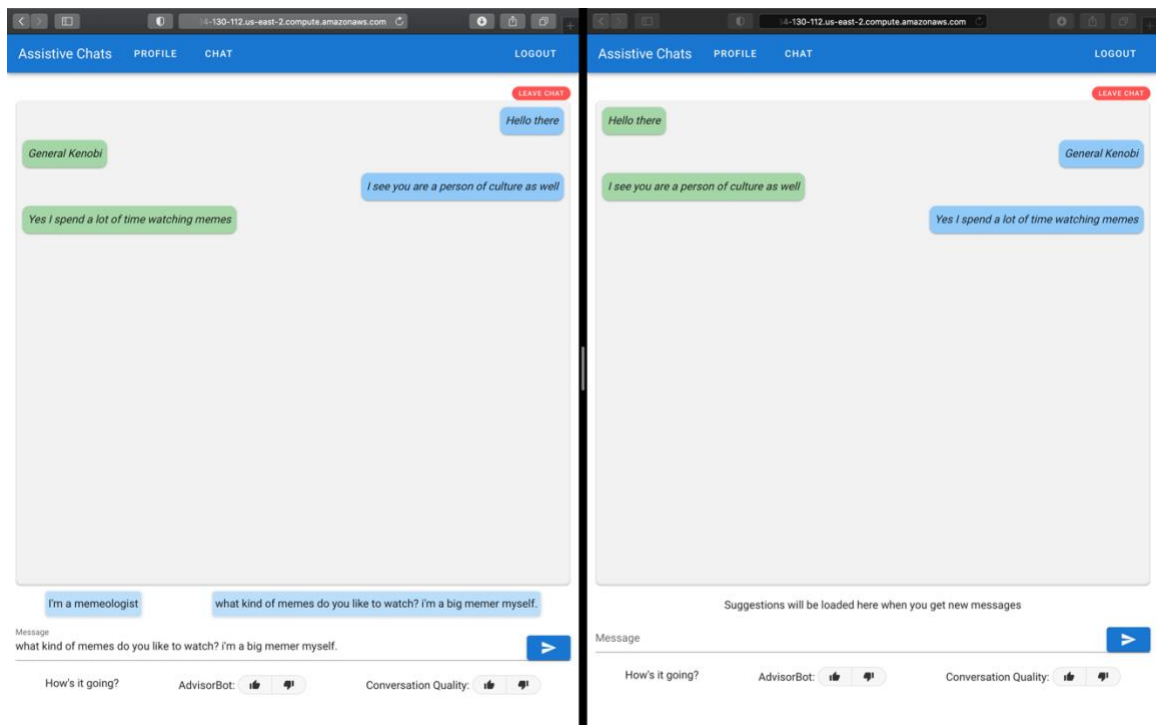 34-130-112.us-east-2.compute.amazonaws.com
Assistive Chats PROFILE CHAT LOGOUT
LEAVE CHAT
Hello there
General Kenobi
I see you are a person of culture as well
Yes I spend a lot of time watching memes
I'm a memeologist
what kind of memes do you like to watch? i'm a big memer myself.
Message
what kind of memes do you like to watch? i'm a big memer myself.
How's it going? AdvisorBot: Conversation Quality:
4-130-112.us-east-2.compute.amazonaws.com
Assistive Chats PROFILE CHAT LOGOUT
LEAVE CHAT
Hello there
General Kenobi
I see you are a person of culture as well
Yes I spend a lot of time watching memes
Suggestions will be loaded here when you get new messages
Message
How's it going? AdvisorBot: Conversation Quality: